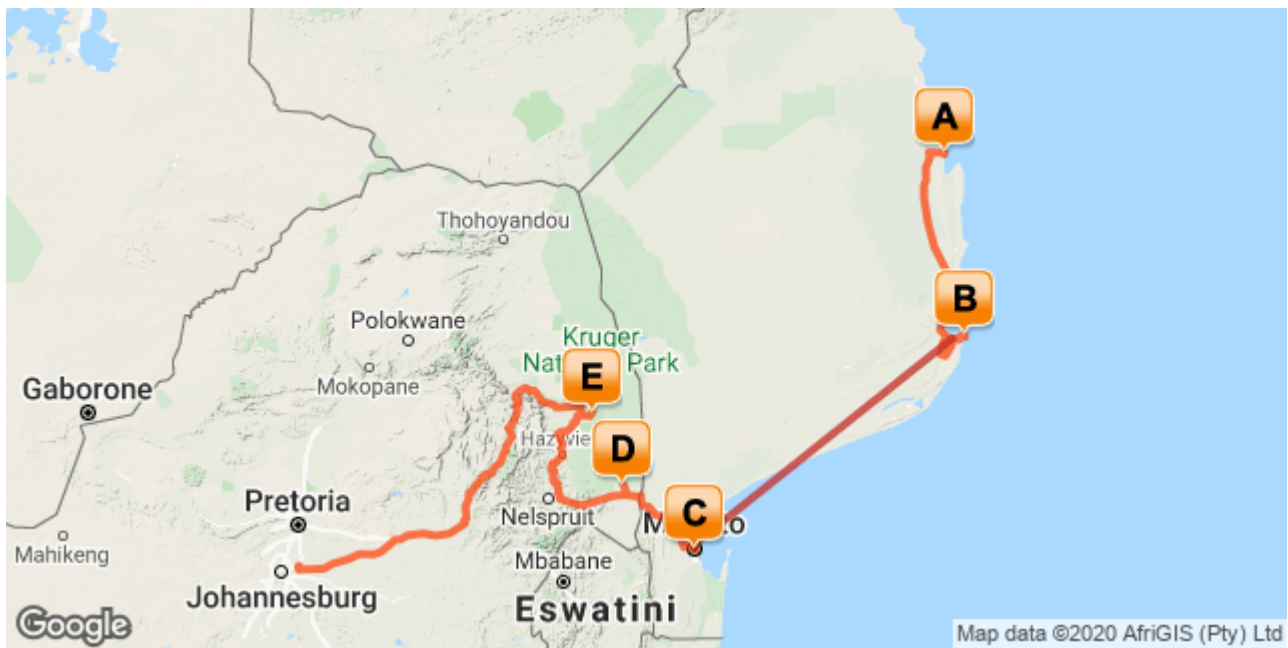 A
Thohoyandou
B
Polokwane
Kruger
Nat Park
Mokopane
E
Gaborone
D
Pretoria
C
Nelspruit
Mahikeng
Mbabane
Johannesburg
Eswatini
Google
Map data ©2020 AfriGIS (Pty) Ltd